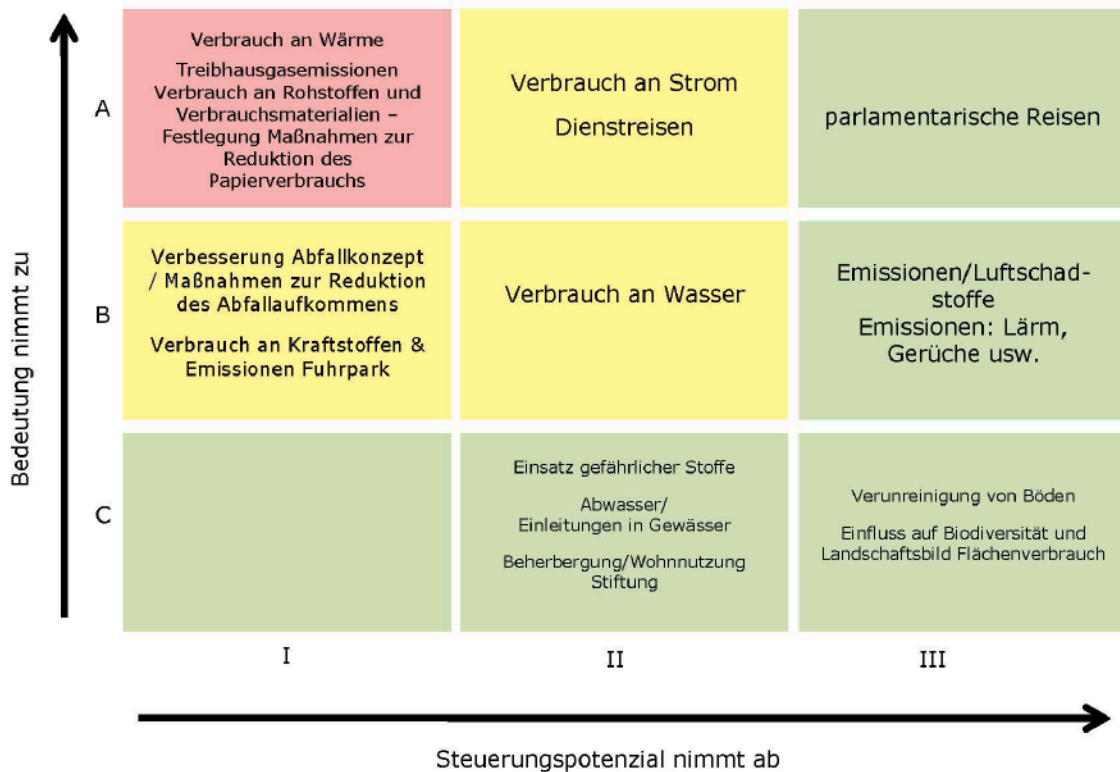 Bedeutung nimmt zu
A
Verbrauch an Wärme
Treibhausgasemissionen
Verbrauch an Rohstoffen und
Verbrauchsmaterialien –
Festlegung Maßnahmen zur
Reduktion des
Papierverbrauchs
Verbrauch an Strom
Dienstreisen
parlamentarische Reisen
B
Verbesserung Abfallkonzept
/ Maßnahmen zur Reduktion
des Abfallaufkommens
Verbrauch an Kraftstoffen &
Emissionen Fuhrpark
Verbrauch an Wasser
Emissionen/Luftschad-
stoffe
Emissionen: Lärm,
Gerüche usw.
C
Einsatz gefährlicher Stoffe
Abwasser/
Einleitungen in Gewässer
Beherbergung/Wohnnutzung
Stiftung
Verunreinigung von Böden
Einfluss auf Biodiversität und
Landschaftsbild Flächenverbrauch
I
II
III
Steuerungspotenzial nimmt ab